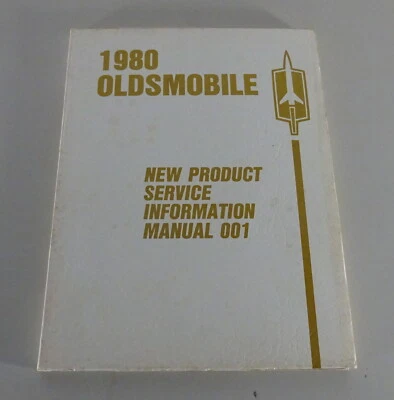 1980
OLDSMOBILE
NEW PRODUCT
SERVICE
INFORMATION
MANUAL 001